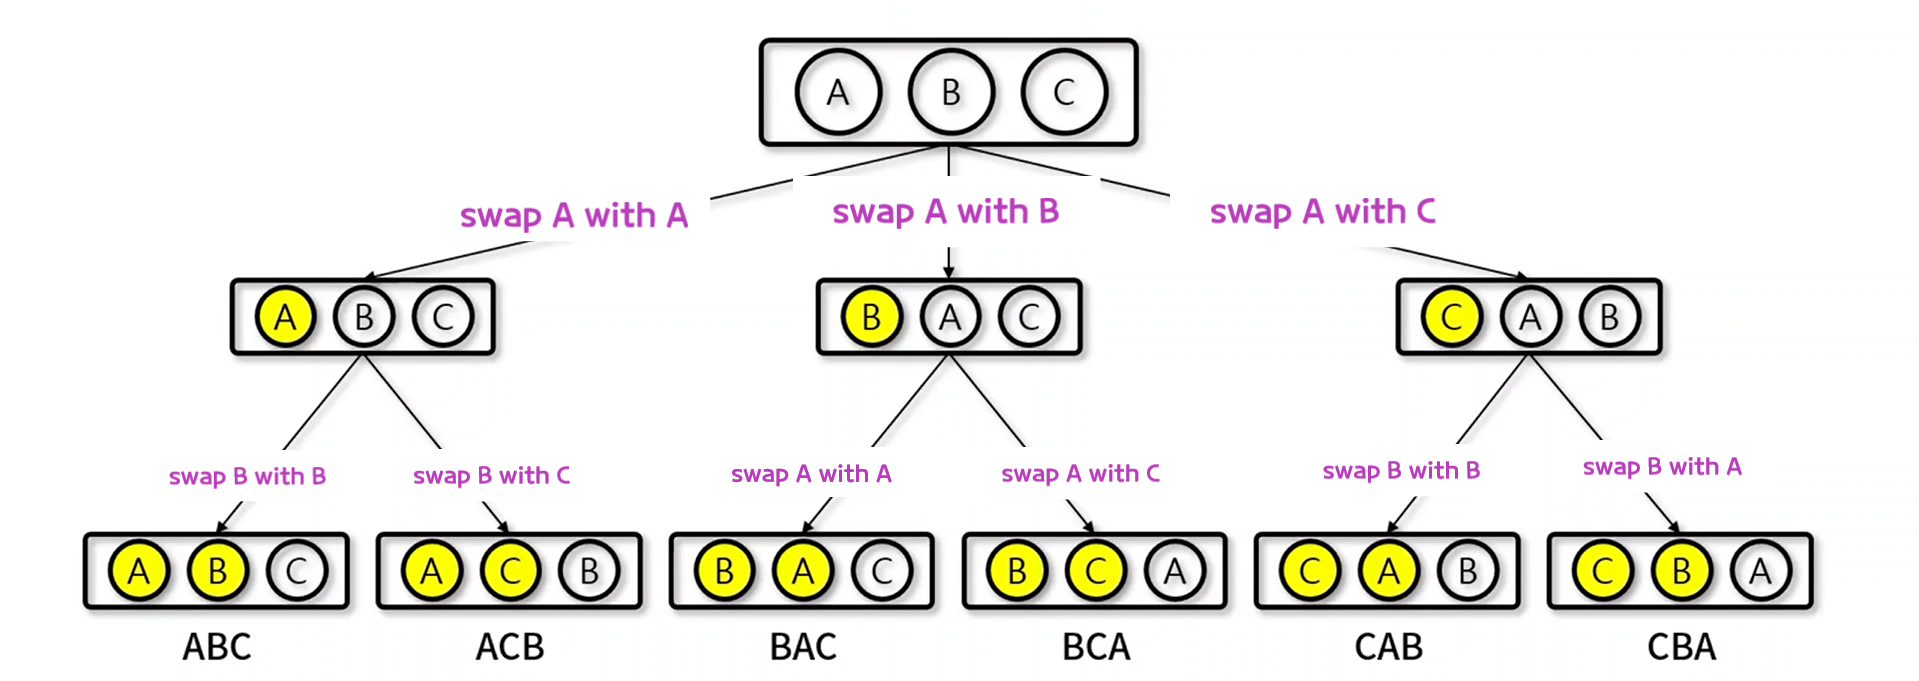 A B C
swap A with A
swap A with B
swap A with C
A B C
B A C
C A B
swap B with B
swap B with C
swap A with A
swap A with C
swap B with B
swap B with A
A B C
A C B
B A C
B C A
C A B
C B A
ABC
ACB
BAC
BCA
CAB
CBA